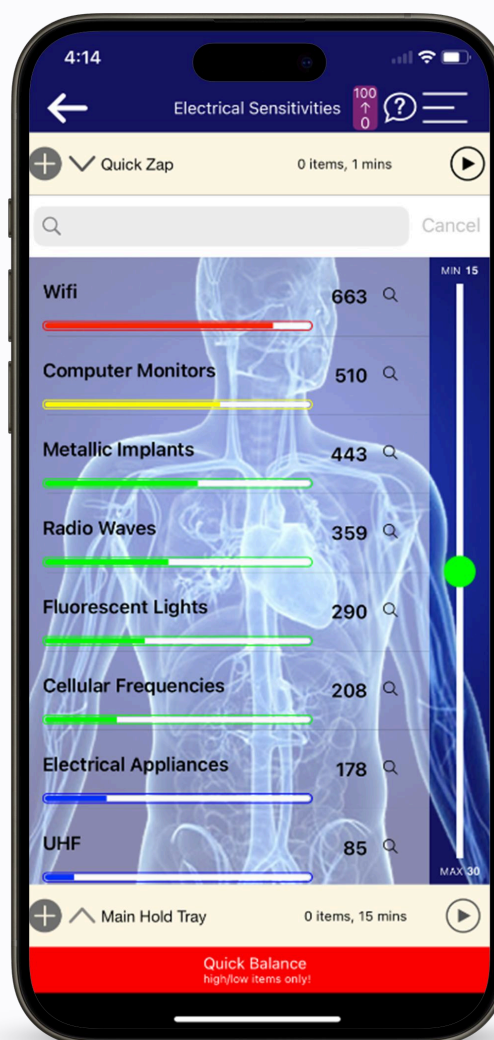 4:14
Electrical Sensitivities
100
↑
0
?
Quick Zap 0 items, 1 mins
Cancel
MIN 15
Wifi 663
Computer Monitors 510
Metallic Implants 443
Radio Waves 359
Fluorescent Lights 290
Cellular Frequencies 208
Electrical Appliances 178
UHF 85
MAX 30
Main Hold Tray 0 items, 15 mins
Quick Balance
high/low items only!